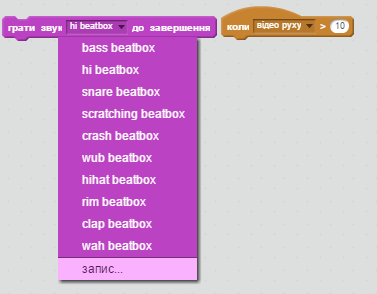 грати звук hi beatbox до завершення
коли відео руху > 10
bass beatbox
hi beatbox
snare beatbox
scratching beatbox
crash beatbox
wub beatbox
hihat beatbox
rim beatbox
clap beatbox
wah beatbox
запис...